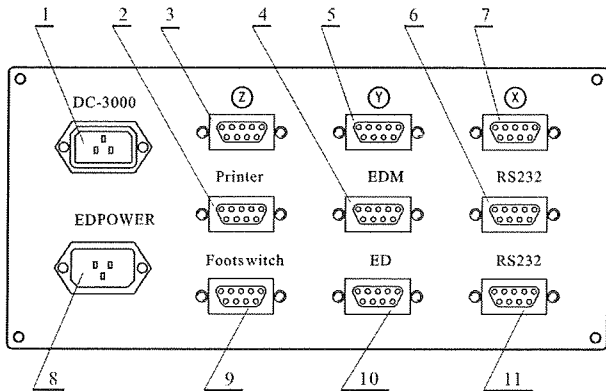 1 2 3 4 5 6 7
DC-3000 Z Y X
Printer EDM RS232
EDPOWER
Footswitch ED RS232
8 9 10 11